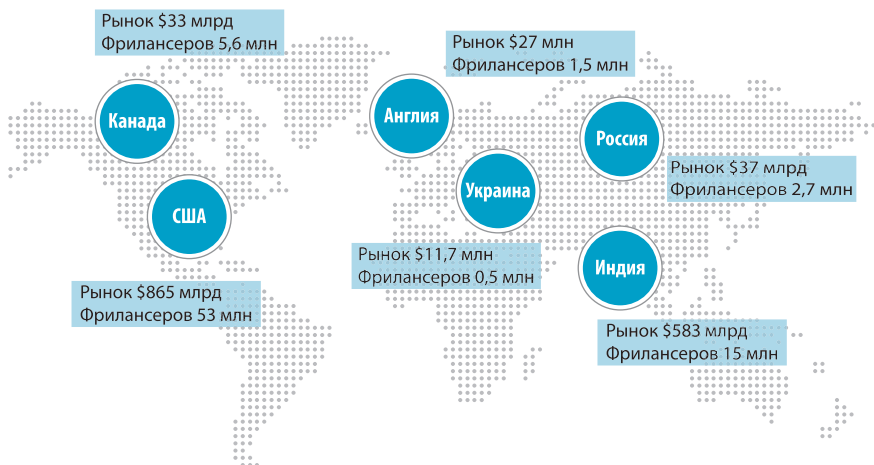 Рынок $33 млрд
Фрилансеров 5,6 млн
Канада
Рынок $27 млн
Фрилансеров 1,5 млн
Англия
Россия
Рынок $37 млрд
Фрилансеров 2,7 млн
Украина
Рынок $11,7 млн
Фрилансеров 0,5 млн
США
Рынок $865 млрд
Фрилансеров 53 млн
Индия
Рынок $583 млрд
Фрилансеров 15 млн